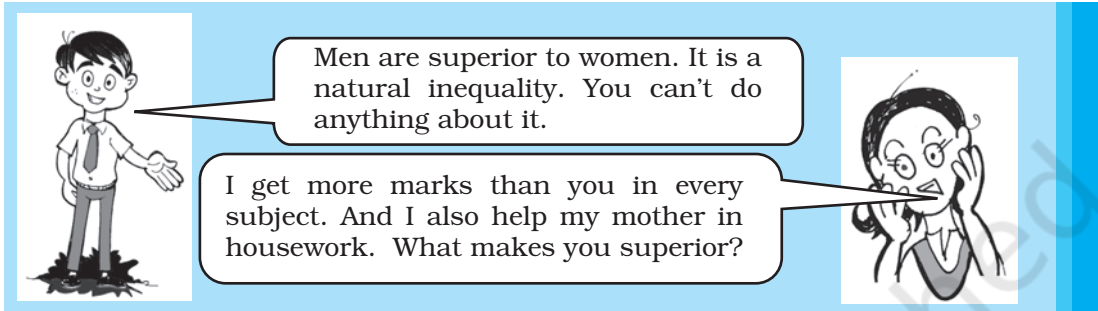 Men are superior to women. It is a
natural inequality. You can't do
anything about it.
I get more marks than you in every
subject. And I also help my mother in
housework. What makes you superior?